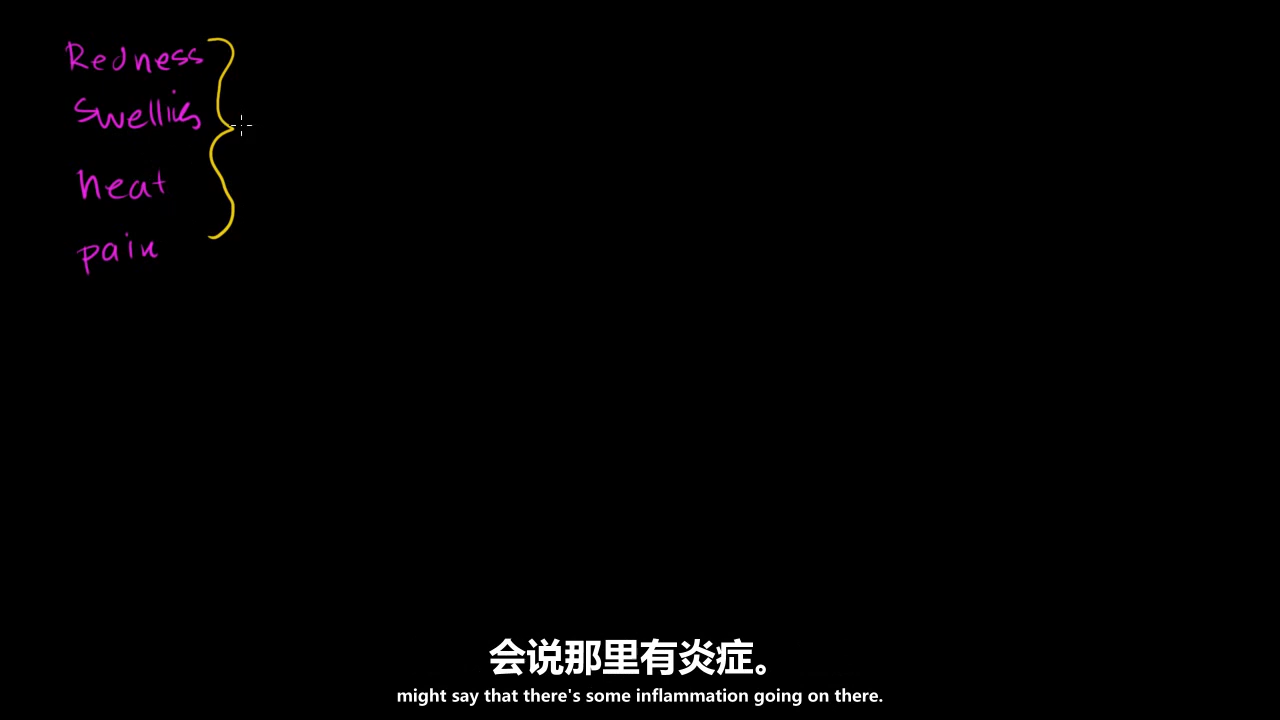 Redness
Swelling
heat
pain
会说那里有炎症。
might say that there's some inflammation going on there.